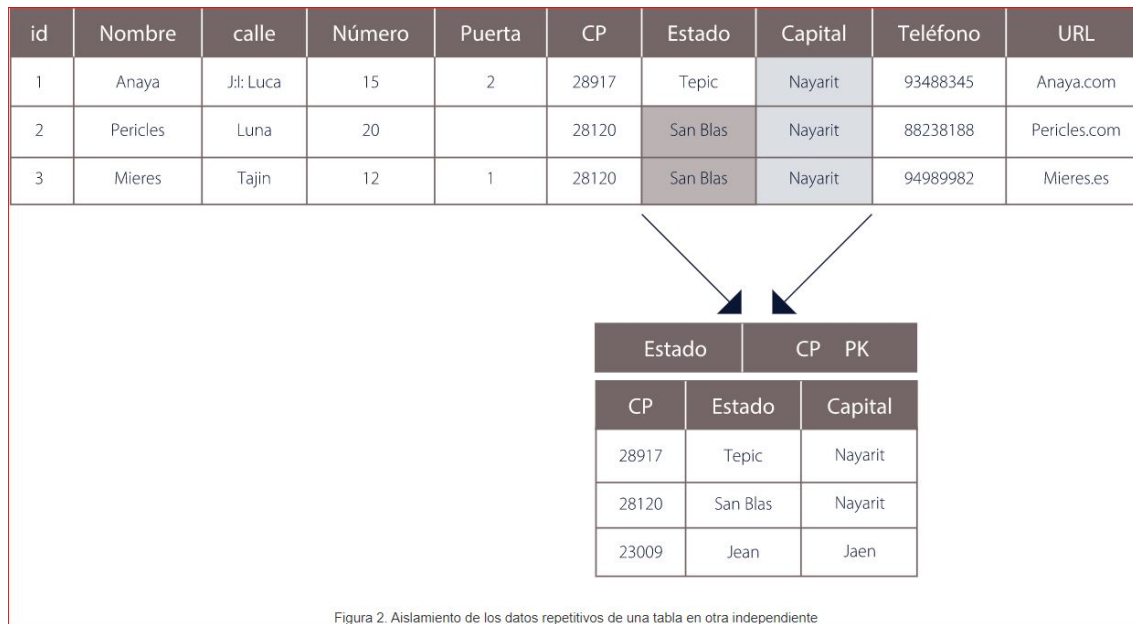 id Nombre calle Número Puerta CP Estado Capital Teléfono URL
1 Anaya J:l: Luca 15 2 28917 Tepic Nayarit 93488345 Anaya.com
2 Pericles Luna 20 28120 San Blas Nayarit 88238188 Pericles.com
3 Mieres Tajin 12 1 28120 San Blas Nayarit 94989982 Mieres.es
Estado CP PK
CP Estado Capital
28917 Tepic Nayarit
28120 San Blas Nayarit
23009 Jean Jaen
Figura 2. Aislamiento de los datos repetitivos de una tabla en otra independiente